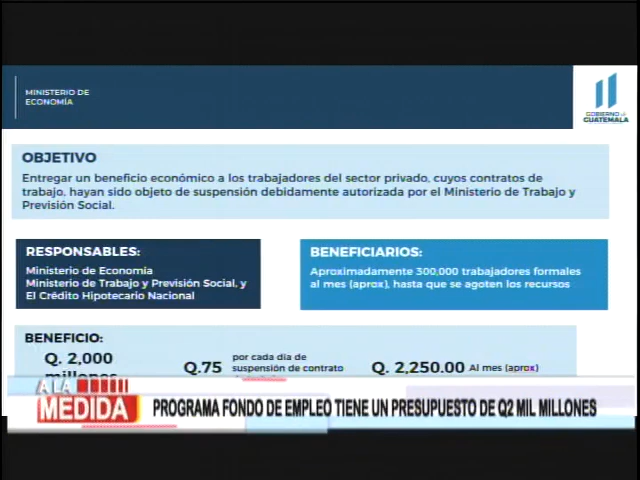 MINISTERIO DE
ECONOMÍA
GOBIERNO de
GUATEMALA
OBJETIVO
Entregar un beneficio económico a los trabajadores del sector privado, cuyos contratos de
trabajo, hayan sido objeto de suspensión debidamente autorizada por el Ministerio de Trabajo y
Previsión Social.
RESPONSABLES:
Ministerio de Economía
Ministerio de Trabajo y Previsión Social, y
El Crédito Hipotecario Nacional
BENEFICIARIOS:
Aproximadamente 300,000 trabajadores formales
al mes (aprox), hasta que se agoten los recursos
BENEFICIO:
Q. 2,000
millones
Q.75
por cada día de
suspensión de contrato
Q. 2,250.00 Al mes (aprox)
A LA
MEDIDA
PROGRAMA FONDO DE EMPLEO TIENE UN PRESUPUESTO DE Q2 MIL MILLONES